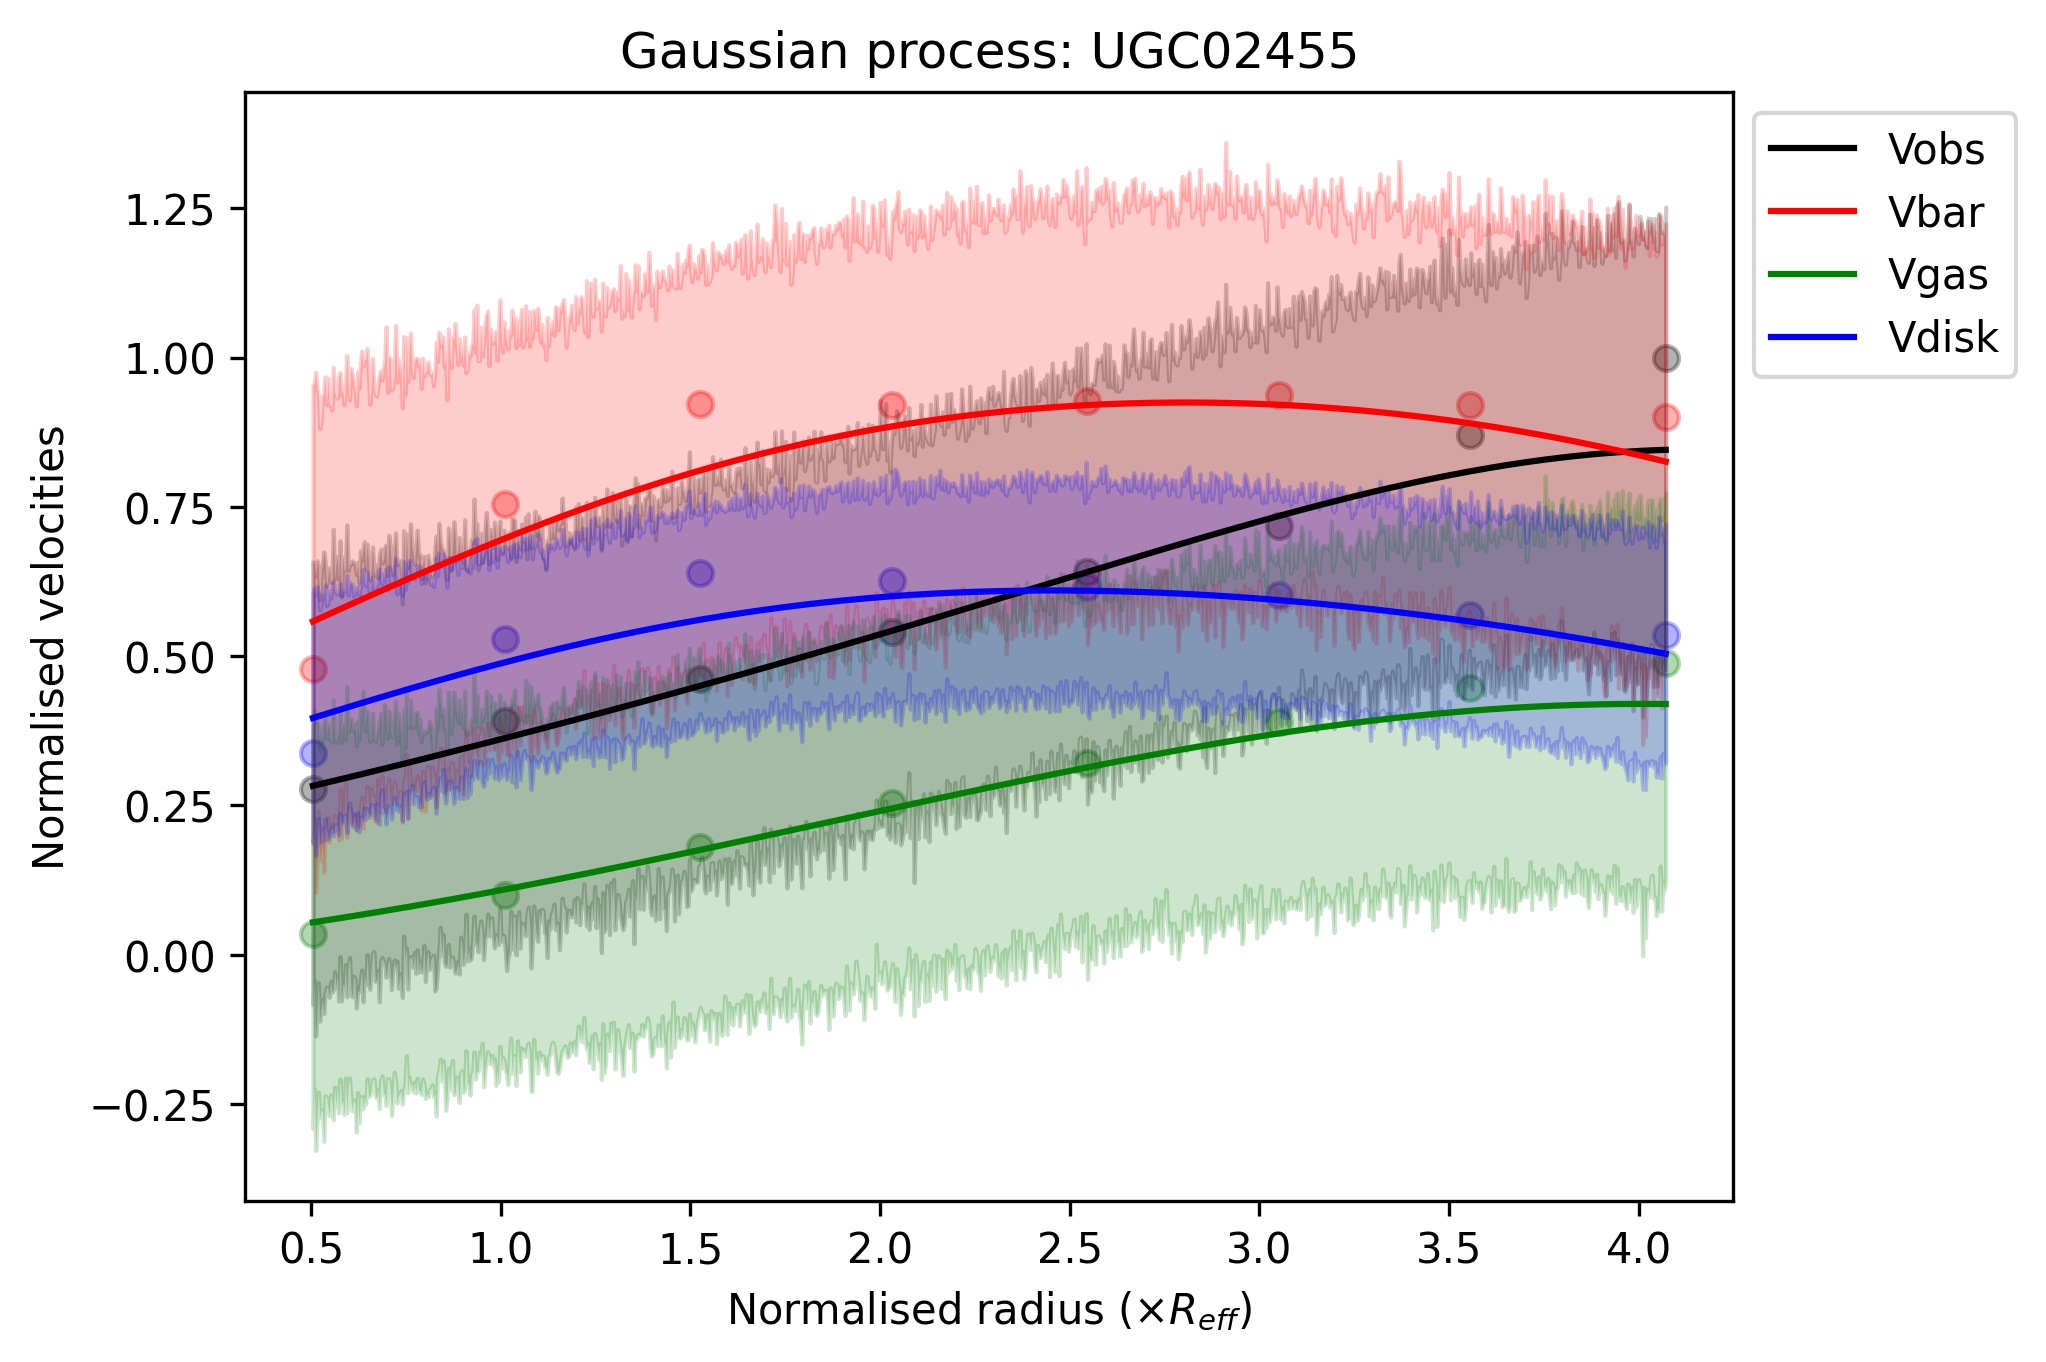 Gaussian process: UGC02455
Vobs
Vbar
Vgas
Vdisk
Normalised velocities
1.25
1.00
0.75
0.50
0.25
0.00
−0.25
0.5 1.0 1.5 2.0 2.5 3.0 3.5 4.0
Normalised radius (×R_eff)